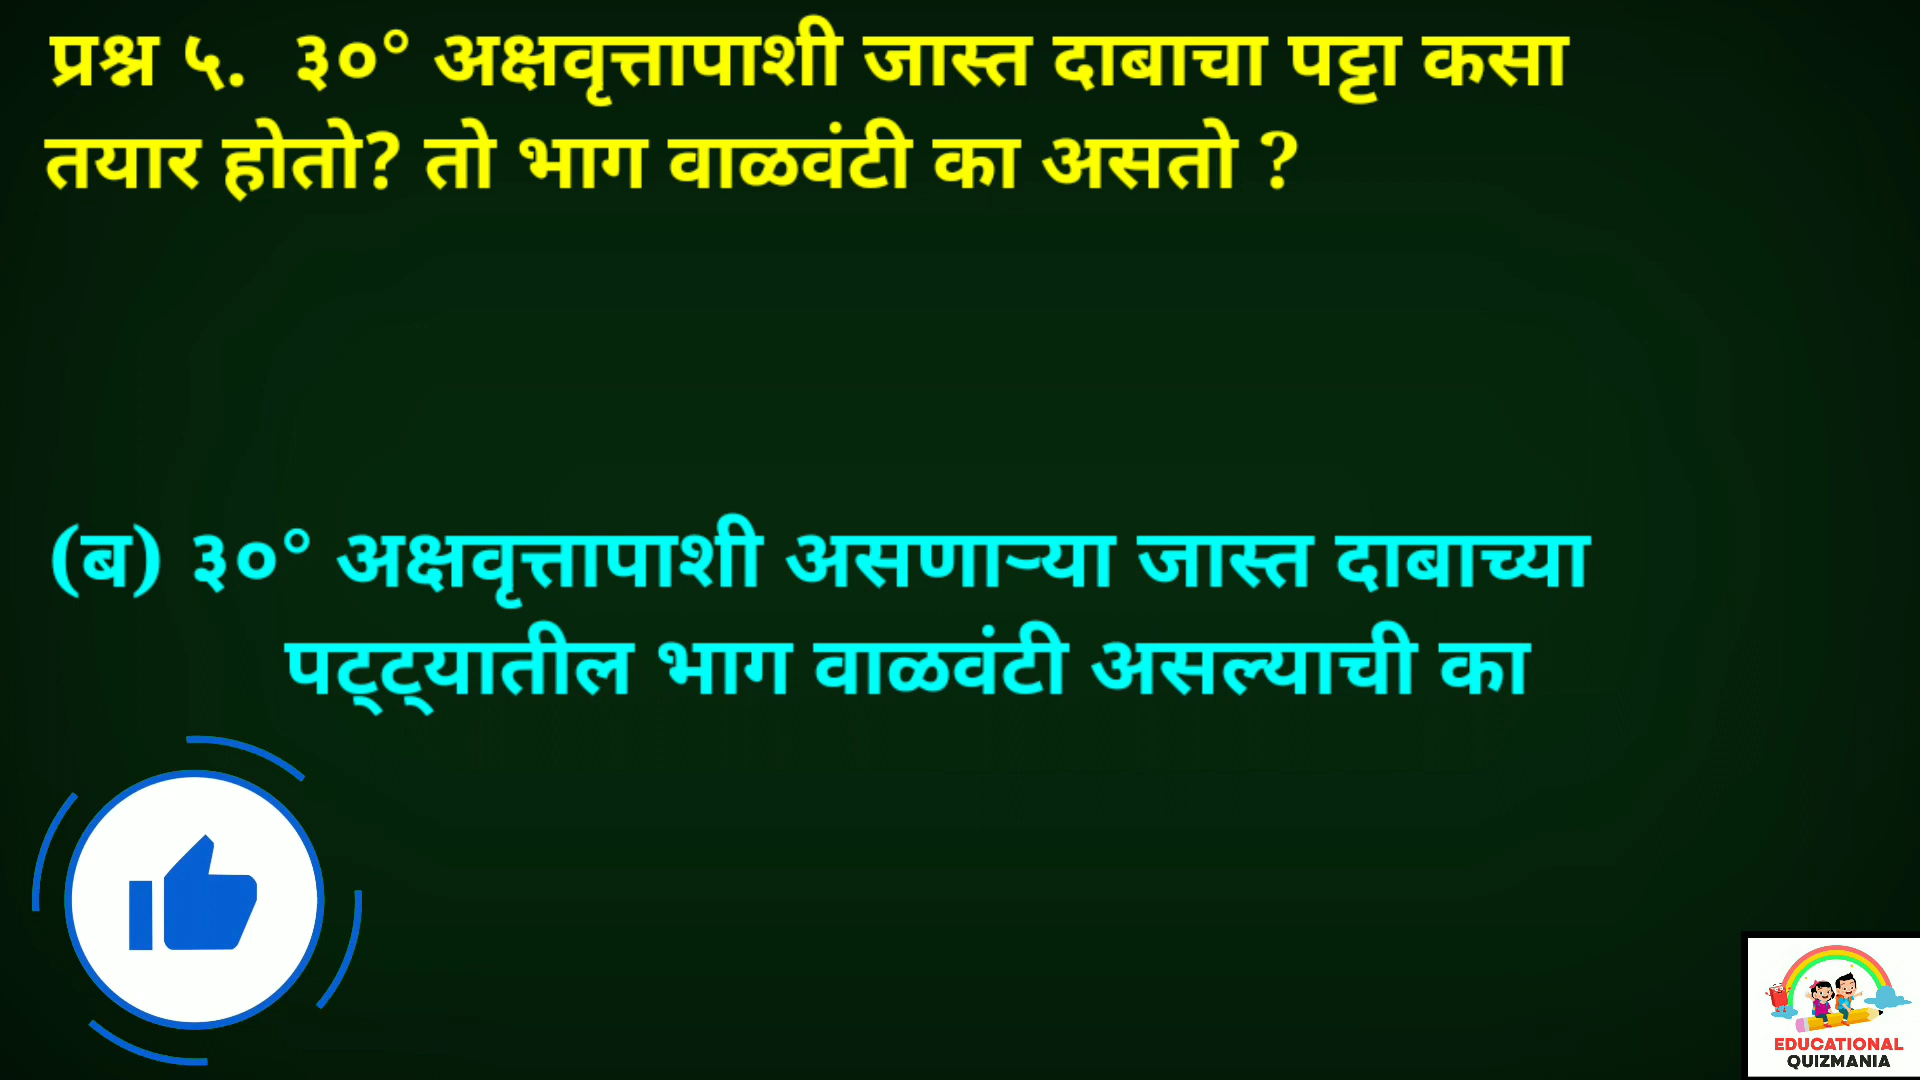 प्रश्न ५. ३०° अक्षवृत्तापाशी जास्त दाबाचा पट्टा कसा
तयार होतो? तो भाग वाळवंटी का असतो ?
(ब) ३०° अक्षवृत्तापाशी असणाऱ्या जास्त दाबाच्या
पट्ट्यातील भाग वाळवंटी असल्याची का
EDUCATIONAL
QUIZMANIA